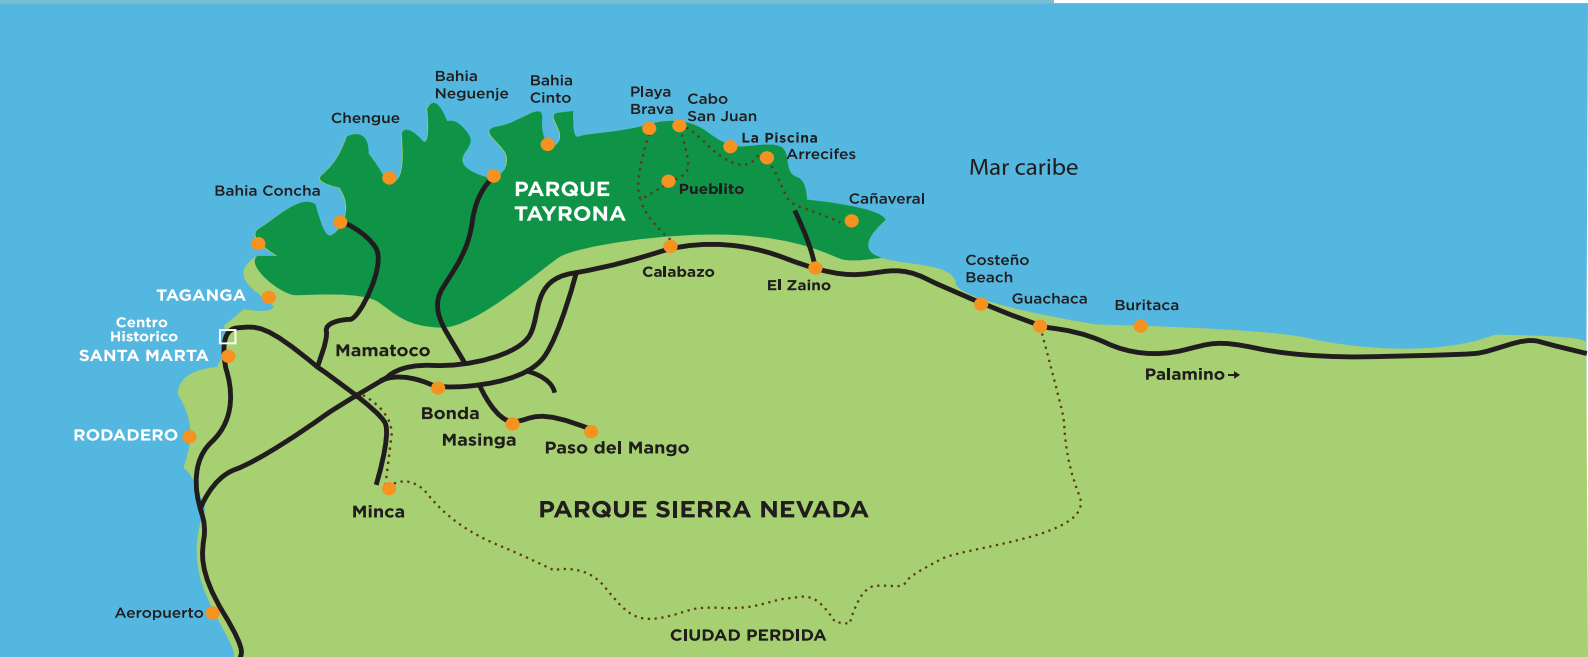 Bahia
Neguenje
Bahia
Cinto
Playa
Brava
Cabo
San Juan
Chengue
La Piscina
Arrecifes
Mar caribe
Bahia Concha
PARQUE
TAYRONA
Pueblito
Cañaveral
Calabazo
El Zaino
Costeño
Beach
Guachaca
Buritaca
TAGANGA
Centro
Historico
SANTA MARTA
Mamatoco
Palamino→
Bonda
Masinga
Paso del Mango
RODADERO
Minca
PARQUE SIERRA NEVADA
Aeropuerto
CIUDAD PERDIDA